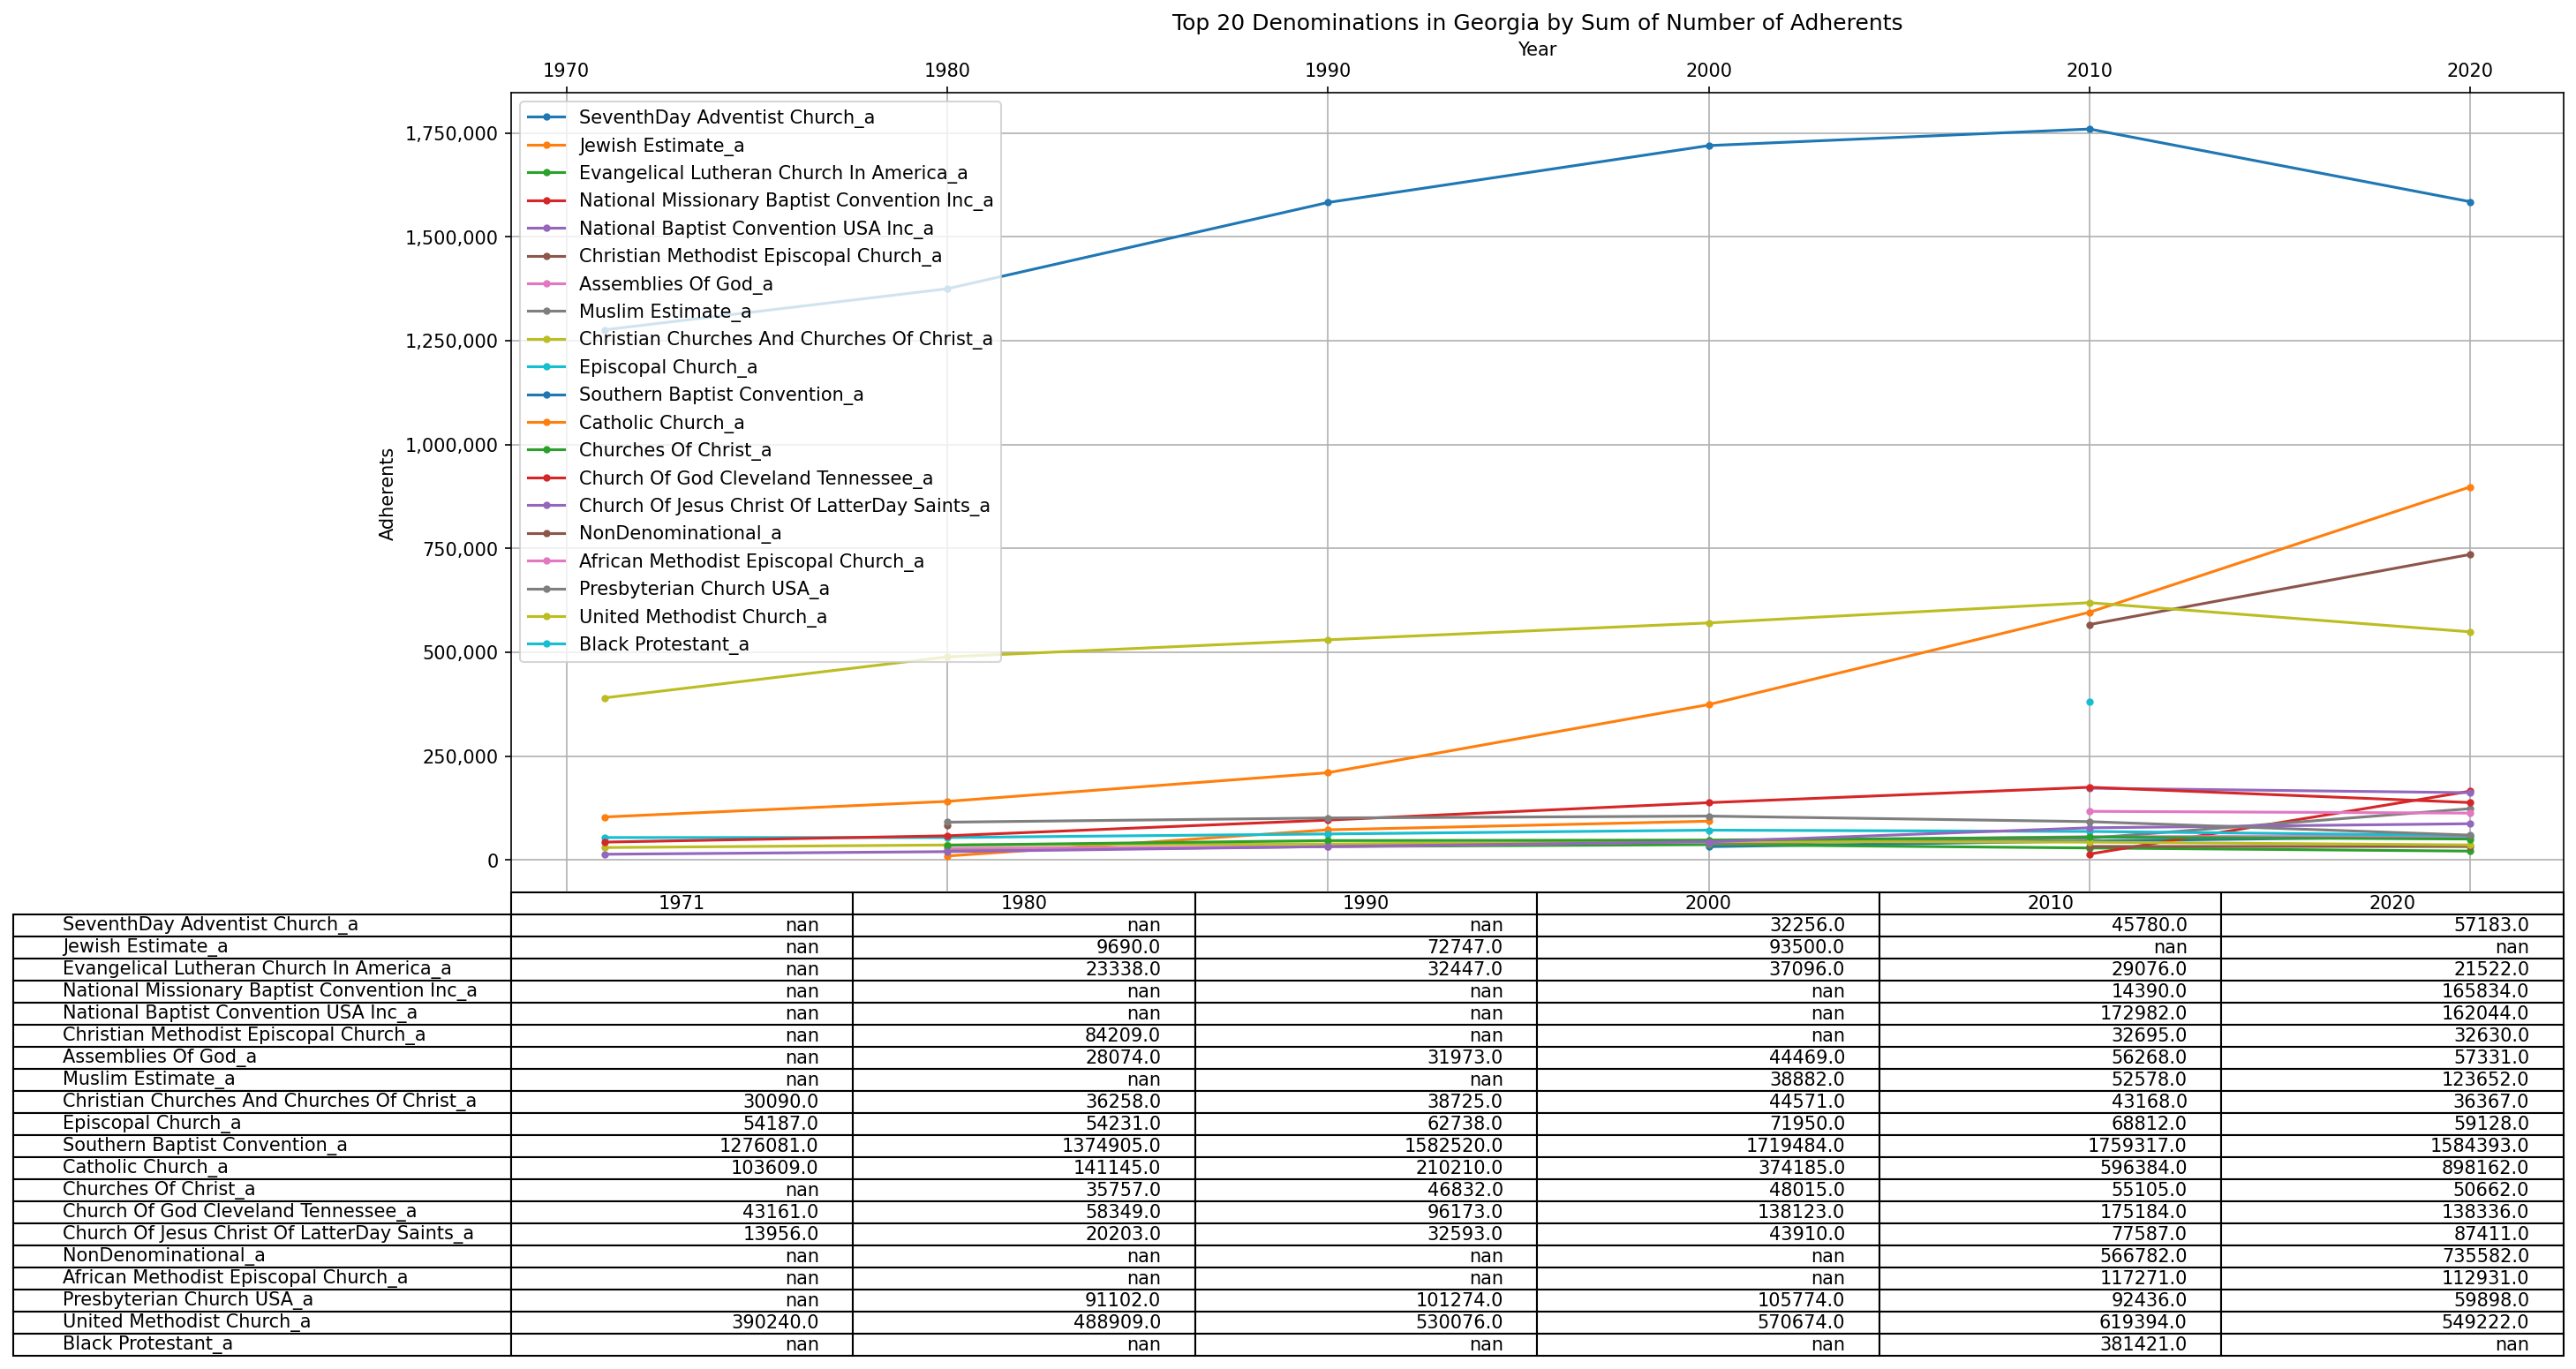 Top 20 Denominations in Georgia by Sum of Number of Adherents
Year
1970 1980 1990 2000 2010 2020
1,750,000
1,500,000
1,250,000
1,000,000
750,000
500,000
250,000
0
Adherents
SeventhDay Adventist Church_a
Jewish Estimate_a
Evangelical Lutheran Church In America_a
National Missionary Baptist Convention Inc_a
National Baptist Convention USA Inc_a
Christian Methodist Episcopal Church_a
Assemblies Of God_a
Muslim Estimate_a
Christian Churches And Churches Of Christ_a
Episcopal Church_a
Southern Baptist Convention_a
Catholic Church_a
Churches Of Christ_a
Church Of God Cleveland Tennessee_a
Church Of Jesus Christ Of LatterDay Saints_a
NonDenominational_a
African Methodist Episcopal Church_a
Presbyterian Church USA_a
United Methodist Church_a
Black Protestant_a
1971 1980 1990 2000 2010 2020
SeventhDay Adventist Church_a nan nan nan 32256.0 45780.0 57183.0
Jewish Estimate_a nan 9690.0 72747.0 93500.0 nan nan
Evangelical Lutheran Church In America_a nan 23338.0 32447.0 37096.0 29076.0 21522.0
National Missionary Baptist Convention Inc_a nan nan nan nan 14390.0 165834.0
National Baptist Convention USA Inc_a nan nan nan nan 172982.0 162044.0
Christian Methodist Episcopal Church_a nan 84209.0 nan nan 32695.0 32630.0
Assemblies Of God_a nan 28074.0 31973.0 44469.0 56268.0 57331.0
Muslim Estimate_a nan nan nan 38882.0 52578.0 123652.0
Christian Churches And Churches Of Christ_a 30090.0 36258.0 38725.0 44571.0 43168.0 36367.0
Episcopal Church_a 54187.0 54231.0 62738.0 71950.0 68812.0 59128.0
Southern Baptist Convention_a 1276081.0 1374905.0 1582520.0 1719484.0 1759317.0 1584393.0
Catholic Church_a 103609.0 141145.0 210210.0 374185.0 596384.0 898162.0
Churches Of Christ_a nan 35757.0 46832.0 48015.0 55105.0 50662.0
Church Of God Cleveland Tennessee_a 43161.0 58349.0 96173.0 138123.0 175184.0 138336.0
Church Of Jesus Christ Of LatterDay Saints_a 13956.0 20203.0 32593.0 43910.0 77587.0 87411.0
NonDenominational_a nan nan nan nan 566782.0 735582.0
African Methodist Episcopal Church_a nan nan nan nan 117271.0 112931.0
Presbyterian Church USA_a nan 91102.0 101274.0 105774.0 92436.0 59898.0
United Methodist Church_a 390240.0 488909.0 530076.0 570674.0 619394.0 549222.0
Black Protestant_a nan nan nan nan 381421.0 nan